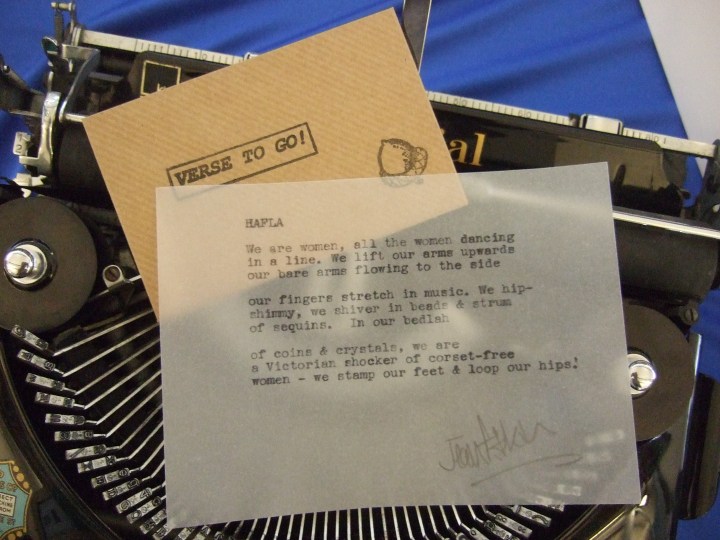 VERSE TO GO!
ial
HAFLA
We are women, all the women dancing
in a line. We lift our arms upwards
our bare arms flowing to the side
our fingers stretch in music. We hip-
shimmy, we shiver in beads & strum
of sequins. In our bedlah
of coins & crystals, we are
a Victorian shocker of corset-free
women - we stamp our feet & loop our hips!